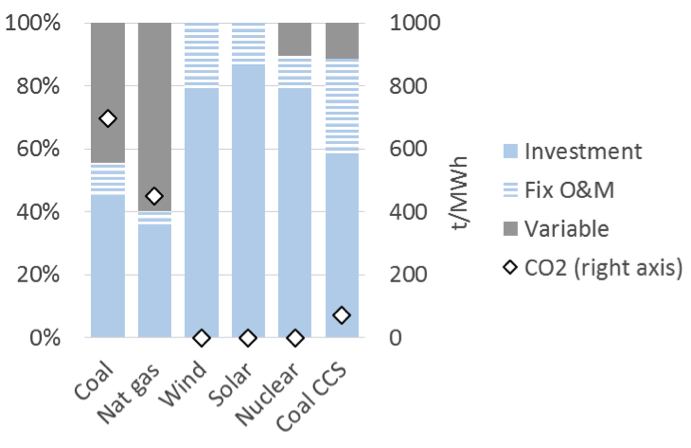 100%
80%
60%
40%
20%
0%
1000
800
600
400
200
0
t/MWh
Coal
Nat gas
Wind
Solar
Nuclear
Coal CCS
Investment
Fix O&M
Variable
CO2 (right axis)